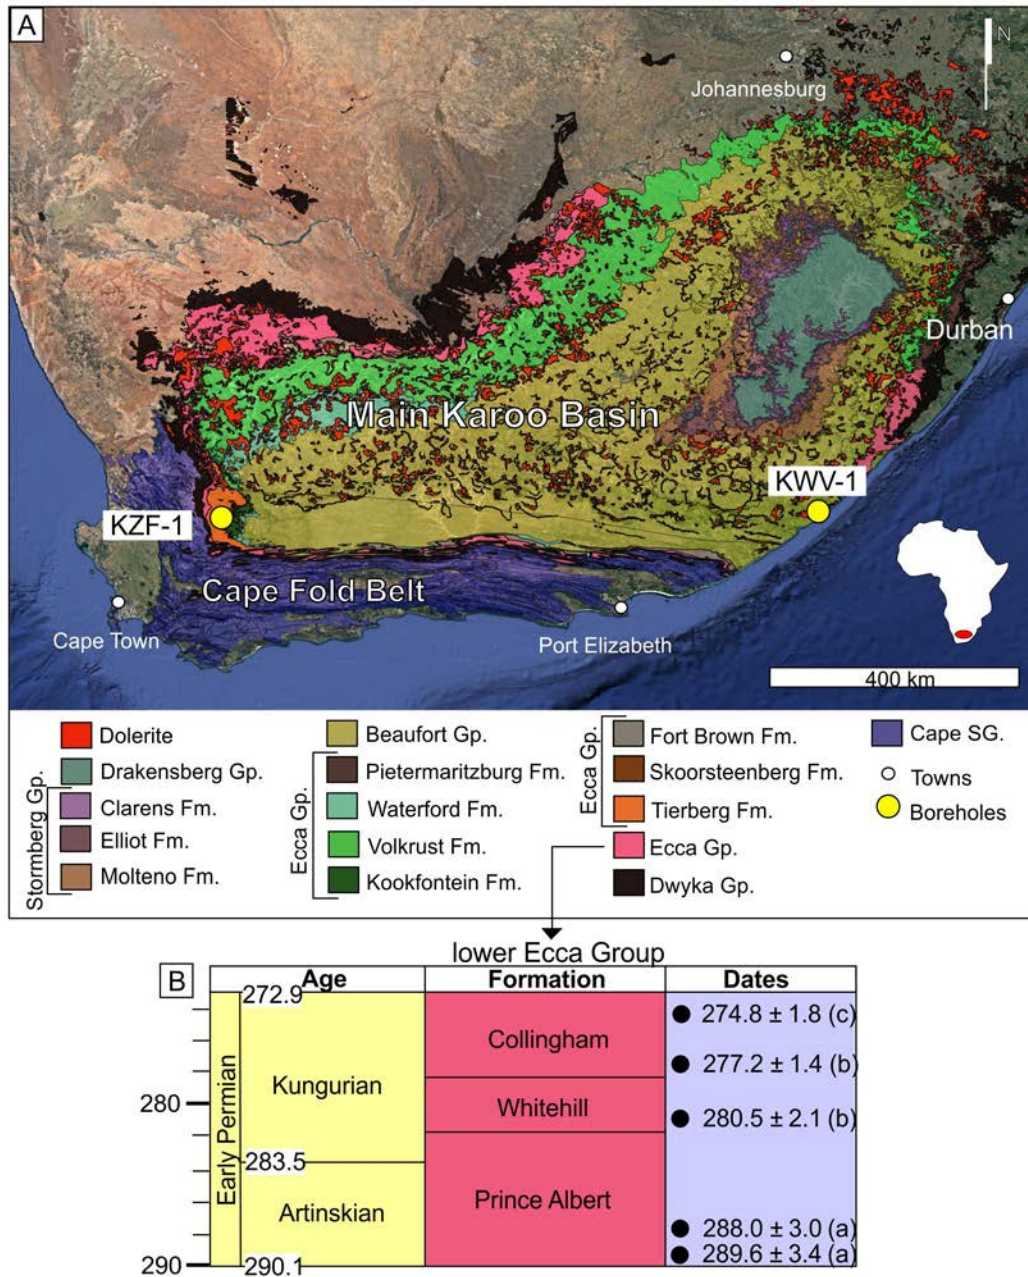 A
N
Johannesburg
Durban
Main Karoo Basin
KWV-1
KZF-1
Cape Fold Belt
Cape Town
Port Elizabeth
400 km
Dolerite
Drakensberg Gp.
Stormberg Gp.
Clarens Fm.
Elliot Fm.
Molteno Fm.
Beaufort Gp.
Ecca Gp.
Pietermaritzburg Fm.
Waterford Fm.
Volkrust Fm.
Kookfontein Fm.
Ecca Gp.
Fort Brown Fm.
Skoorsteenberg Fm.
Tierberg Fm.
Ecca Gp.
Dwyka Gp.
Cape SG.
Towns
Boreholes
lower Ecca Group
B
Age Formation Dates
272.9
274.8 ± 1.8 (c)
Collingham
277.2 ± 1.4 (b)
Early Permian
Kungurian
280
Whitehill
280.5 ± 2.1 (b)
283.5
Artinskian
Prince Albert
288.0 ± 3.0 (a)
289.6 ± 3.4 (a)
290
290.1